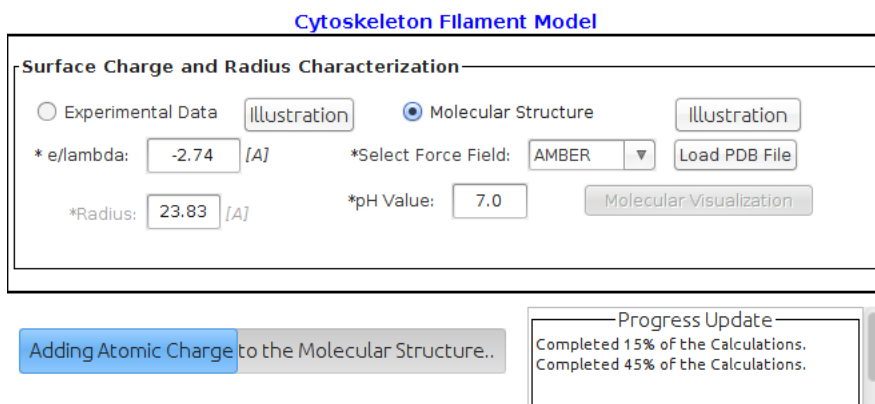 Cytoskeleton FIlament Model
Surface Charge and Radius Characterization
Experimental Data Illustration Molecular Structure Illustration
* e/lambda: -2.74 [A] *Select Force Field: AMBER Load PDB File
*Radius: 23.83 [A] *pH Value: 7.0 Molecular Visualization
Adding Atomic Charge to the Molecular Structure..
Progress Update
Completed 15% of the Calculations.
Completed 45% of the Calculations.